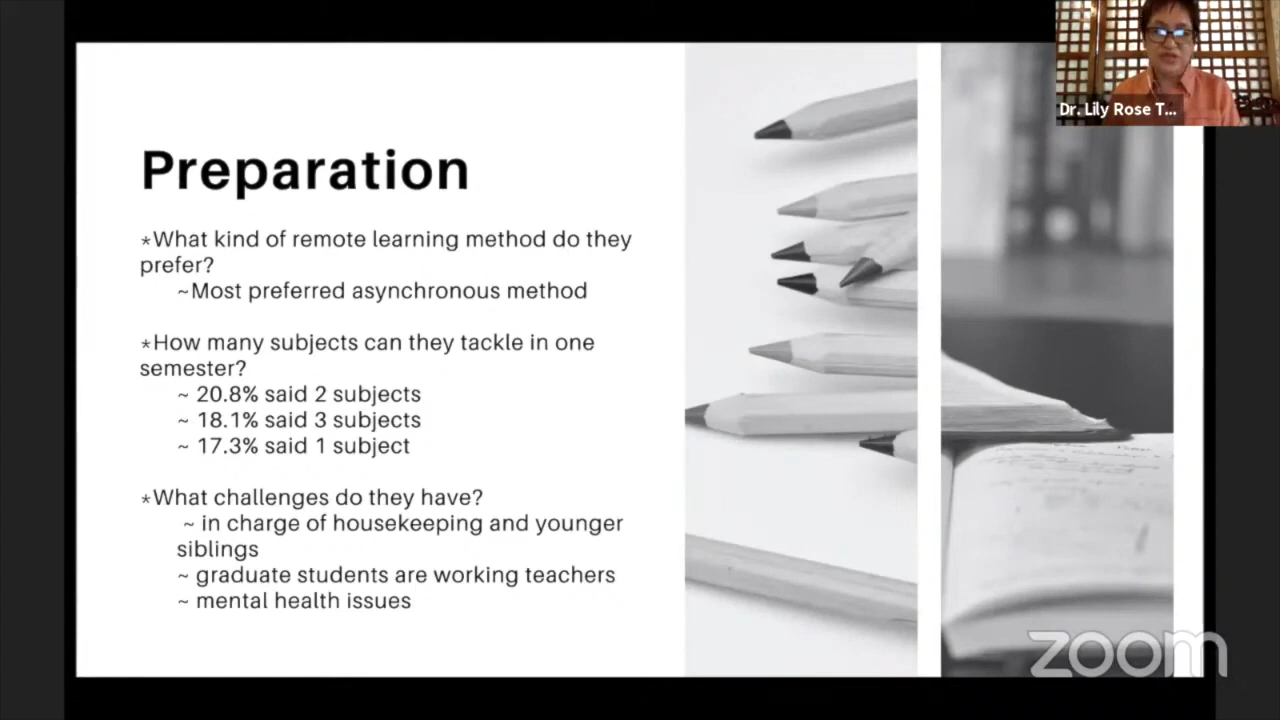 Preparation
*What kind of remote learning method do they
prefer?
~Most preferred asynchronous method
*How many subjects can they tackle in one
semester?
~ 20.8% said 2 subjects
~ 18.1% said 3 subjects
~ 17.3% said 1 subject
*What challenges do they have?
~ in charge of housekeeping and younger
siblings
~ graduate students are working teachers
~ mental health issues
Dr. Lily Rose T...
zoom